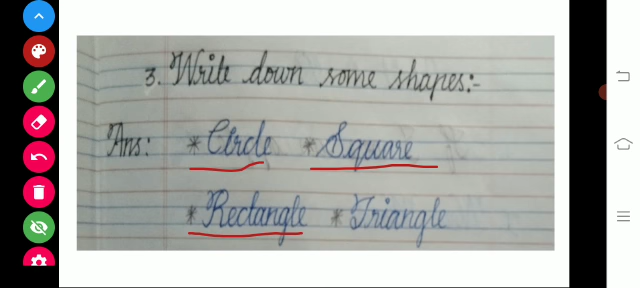 3. Write down some shapes:-
Ans: *Circle *Square
*Rectangle *Triangle